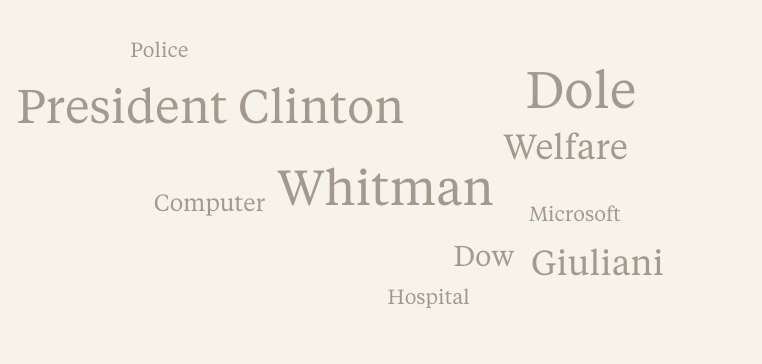 Police
President Clinton
Dole
Welfare
Whitman
Computer
Microsoft
Dow
Giuliani
Hospital